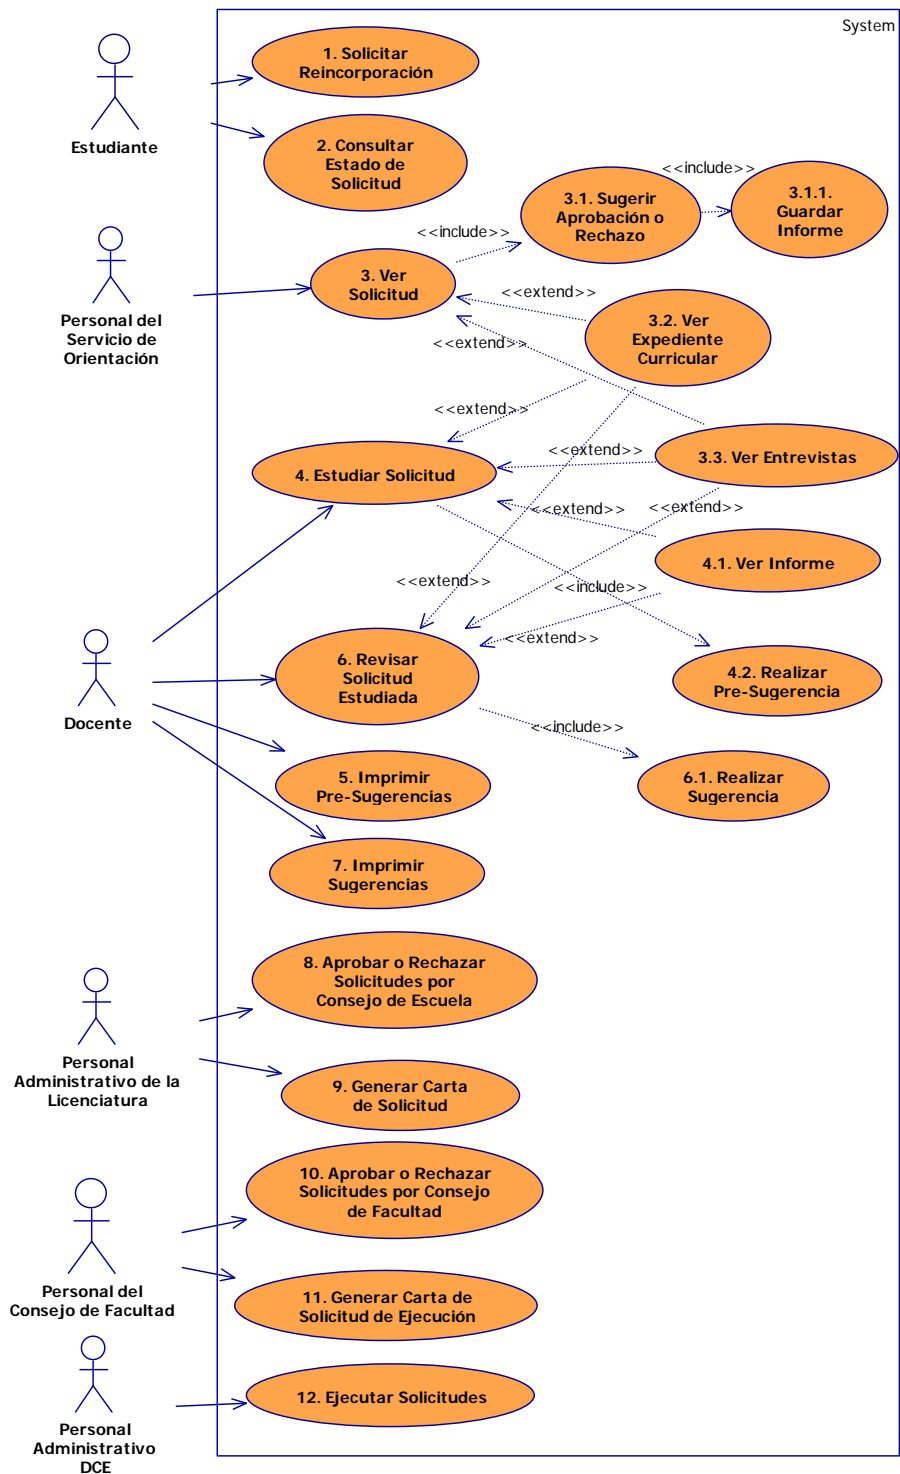 System
1. Solicitar
Reincorporación
Estudiante
2. Consultar
Estado de
Solicitud
<<include>>
3.1. Sugerir
Aprobación o
Rechazo
3.1.1.
Guardar
Informe
<<include>>
3. Ver
Solicitud
Personal del
Servicio de
Orientación
<<extend>>
3.2. Ver
Expediente
Curricular
<<extend>>
<<extend>>
4. Estudiar Solicitud
<<extend>>
3.3. Ver Entrevistas
<<extend>>
<<extend>>
4.1. Ver Informe
<<extend>>
<<include>>
<<extend>>
6. Revisar
Solicitud
Estudiada
4.2. Realizar
Pre-Sugerencia
Docente
<<include>>
5. Imprimir
Pre-Sugerencias
6.1. Realizar
Sugerencia
7. Imprimir
Sugerencias
8. Aprobar o Rechazar
Solicitudes por
Consejo de Escuela
Personal
Administrativo de la
Licenciatura
9. Generar Carta
de Solicitud
10. Aprobar o Rechazar
Solicitudes por Consejo
de Facultad
Personal del
Consejo de Facultad
11. Generar Carta de
Solicitud de Ejecución
12. Ejecutar Solicitudes
Personal
Administrativo
DCE